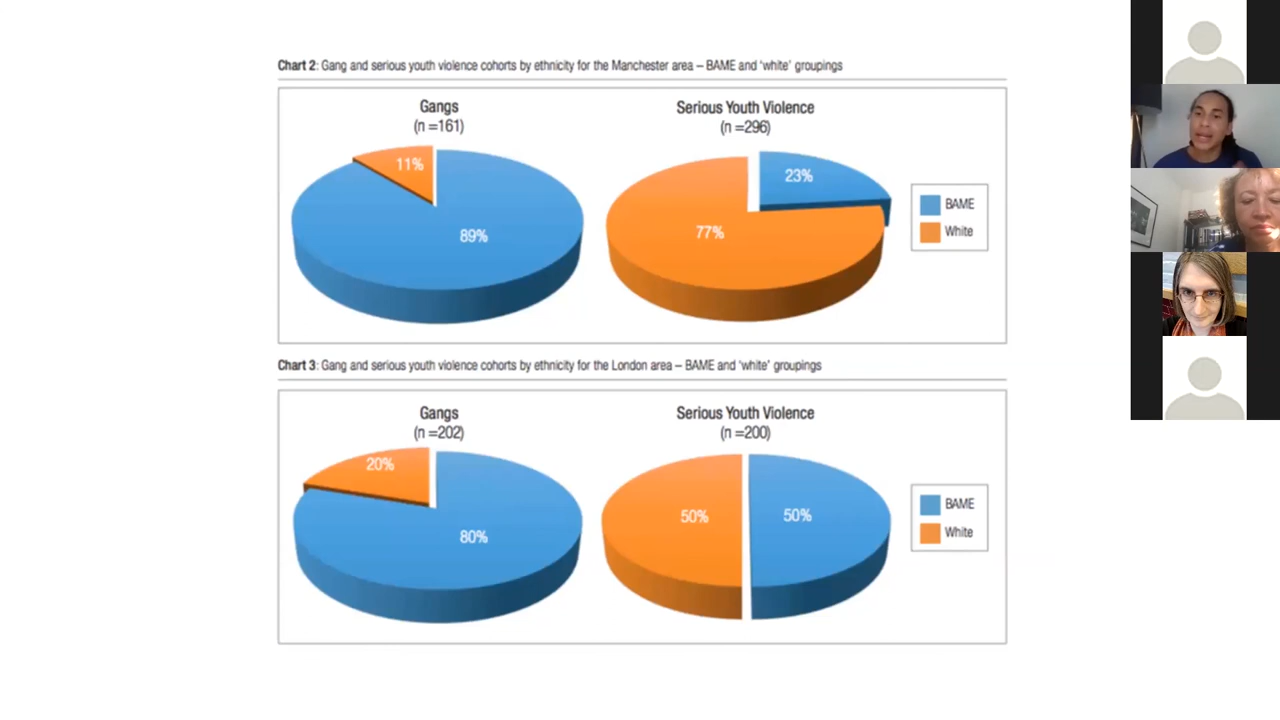 Chart 2: Gang and serious youth violence cohorts by ethnicity for the Manchester area – BAME and ‘white’ groupings
Gangs
(n =161)
Serious Youth Violence
(n =296)
11%
89%
23%
77%
BAME
White
Chart 3: Gang and serious youth violence cohorts by ethnicity for the London area – BAME and ‘white’ groupings
Gangs
(n =202)
Serious Youth Violence
(n =200)
20%
80%
50%
50%
BAME
White